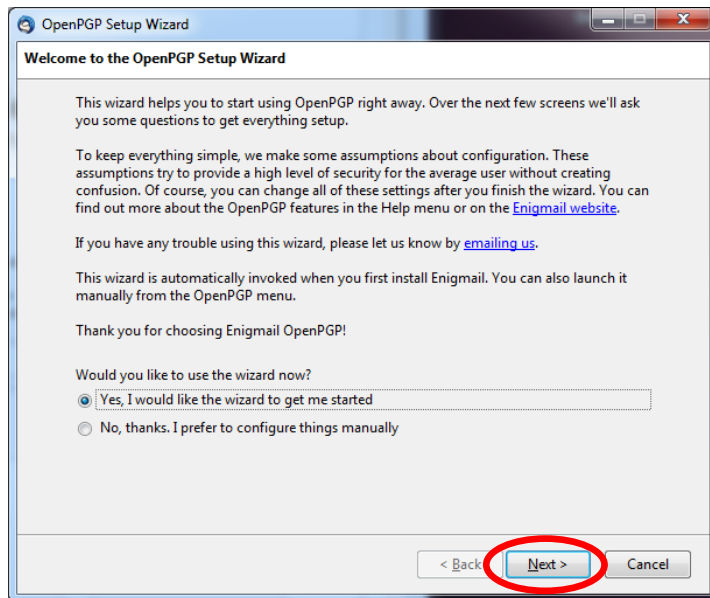 OpenPGP Setup Wizard
Welcome to the OpenPGP Setup Wizard
This wizard helps you to start using OpenPGP right away. Over the next few screens we'll ask
you some questions to get everything setup.
To keep everything simple, we make some assumptions about configuration. These
assumptions try to provide a high level of security for the average user without creating
confusion. Of course, you can change all of these settings after you finish the wizard. You can
find out more about the OpenPGP features in the Help menu or on the Enigmail website.
If you have any trouble using this wizard, please let us know by emailing us.
This wizard is automatically invoked when you first install Enigmail. You can also launch it
manually from the OpenPGP menu.
Thank you for choosing Enigmail OpenPGP!
Would you like to use the wizard now?
Yes, I would like the wizard to get me started
No, thanks. I prefer to configure things manually
< Back Next > Cancel